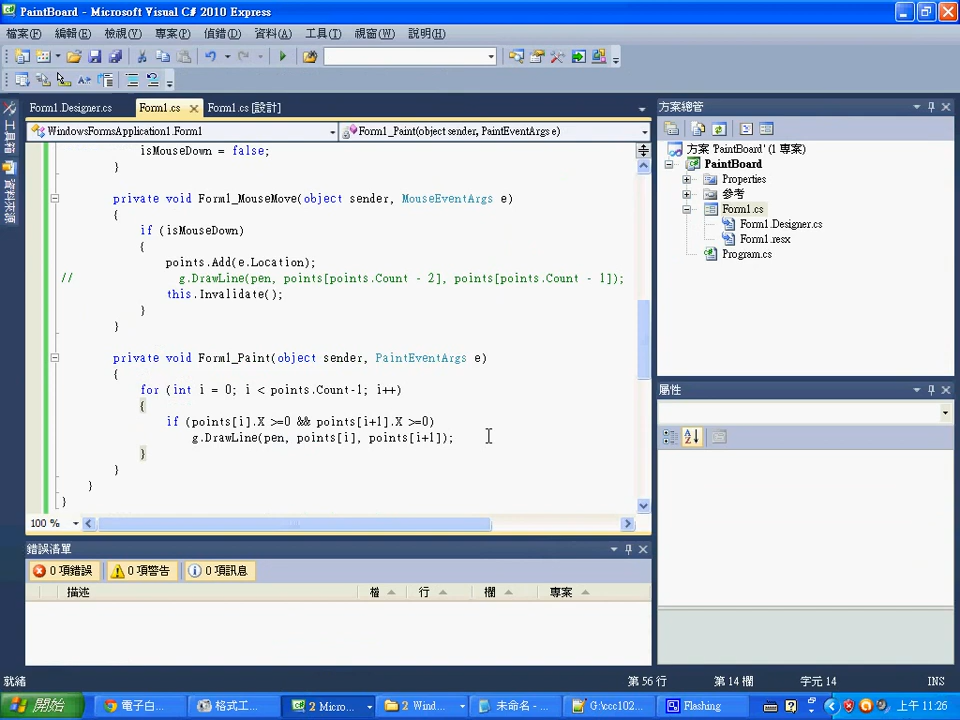 PaintBoard - Microsoft Visual C# 2010 Express
檔案(F) 編輯(E) 檢視(V) 專案(P) 偵錯(D) 資料(A) 工具(T) 視窗(W) 說明(H)
Form1.Designer.cs Form1.cs Form1.cs [設計]
WindowsFormsApplication1.Form1 Form1_Paint(object sender, PaintEventArgs e)
工具箱
資料來源
isMouseDown = false;
}
private void Form1_MouseMove(object sender, MouseEventArgs e)
{
if (isMouseDown)
{
points.Add(e.Location);
// g.DrawLine(pen, points[points.Count - 2], points[points.Count - 1]);
this.Invalidate();
}
}
private void Form1_Paint(object sender, PaintEventArgs e)
{
for (int i = 0; i < points.Count-1; i++)
{
if (points[i].X >=0 && points[i+1].X >=0)
g.DrawLine(pen, points[i], points[i+1]);
}
}
}
}
100 %
方案總管
方案 'PaintBoard' (1 專案)
PaintBoard
Properties
參考
Form1.cs
Form1.Designer.cs
Form1.resx
Program.cs
屬性
錯誤清單
0 項錯誤 0 項警告 0 項訊息
描述 檔 行 欄 專案
就緒 第 56 行 第 14 欄 字元 14 INS
開始 電子白... 格式工... 2 Micro... 2 Wind... 未命名 - ... G:\ccc102... Flashing 上午 11:26